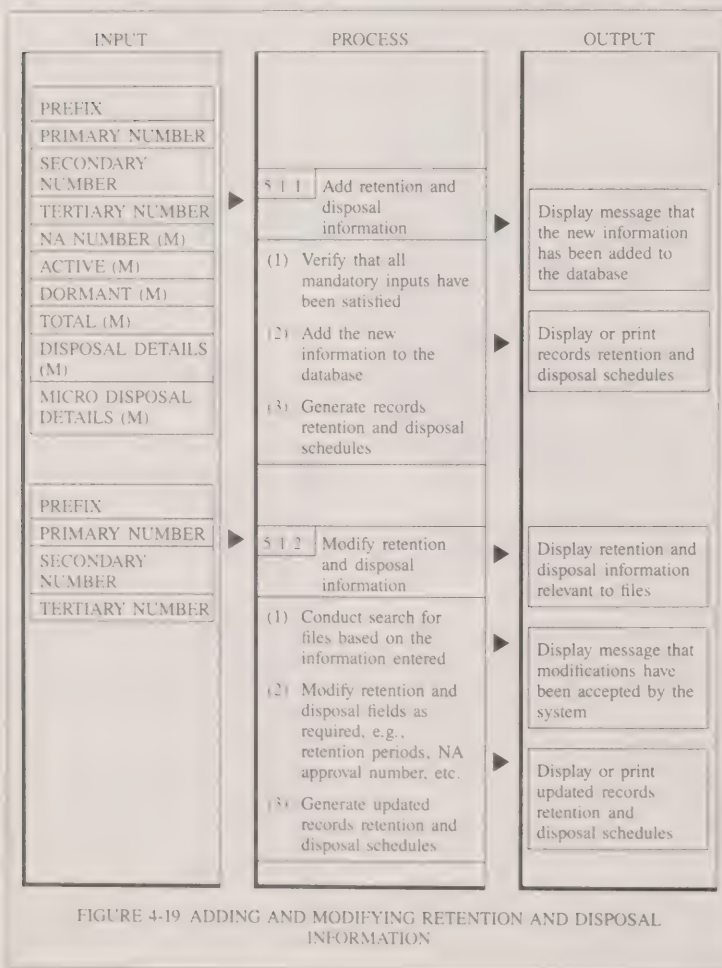 INPUT
PREFIX
PRIMARY NUMBER
SECONDARY
NUMBER
TERTIARY NUMBER
NA NUMBER (M)
ACTIVE (M)
DORMANT (M)
TOTAL (M)
DISPOSAL DETAILS
(M)
MICRO DISPOSAL
DETAILS (M)
PREFIX
PRIMARY NUMBER
SECONDARY
NUMBER
TERTIARY NUMBER
PROCESS
5 1 1 Add retention and
disposal
information
(1) Verify that all
mandatory inputs have
been satisfied
(2) Add the new
information to the
database
(3) Generate records
retention and disposal
schedules
5 1 2 Modify retention
and disposal
information
(1) Conduct search for
files based on the
information entered
(2) Modify retention and
disposal fields as
required, e.g.,
retention periods, NA
approval number, etc.
(3) Generate updated
records retention and
disposal schedules
OUTPUT
Display message that
the new information
has been added to
the database
Display or print
records retention and
disposal schedules
Display retention and
disposal information
relevant to files
Display message that
modifications have
been accepted by the
system
Display or print
updated records
retention and
disposal schedules
FIGURE 4-19 ADDING AND MODIFYING RETENTION AND DISPOSAL
INFORMATION